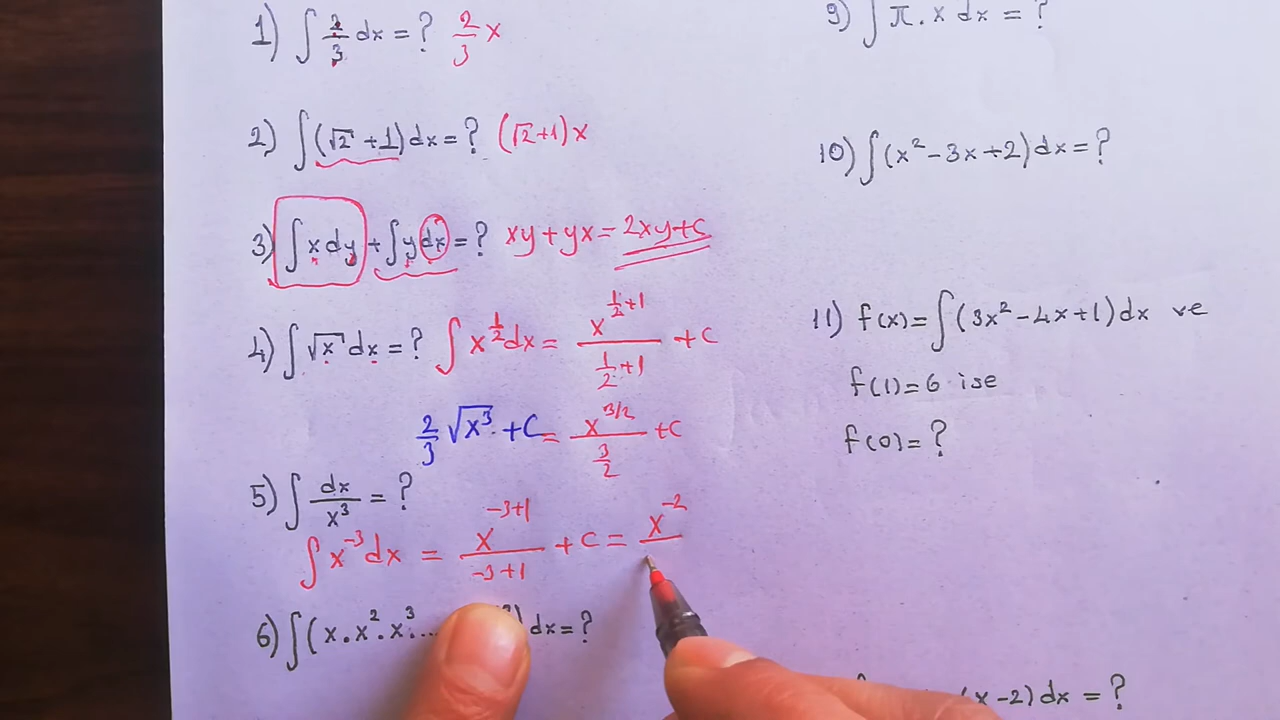 1) ∫ 2/3 dx = ? 2/3 x
2) ∫ (√2 + 1) dx = ? (√2+1) x
3) ∫ x dy + ∫ y dx = ? xy + yx = 2xy + c
4) ∫ √x dx = ? ∫ x^(1/2) dx = x^(1/2+1) / (1/2+1) + C
2/3 √x³ + C = x^(3/2) / (3/2) + C
5) ∫ dx / x³ = ?
∫ x⁻³ dx = x^(-3+1) / (-3+1) + C = x⁻²
6) ∫ (x . x² . x³ ... ) dx = ?
9) ∫ π . x dx = ?
10) ∫ (x² - 3x + 2) dx = ?
11) f(x) = ∫ (3x² - 4x + 1) dx ve
f(1) = 6 ise
f(0) = ?
(x - 2) dx = ?